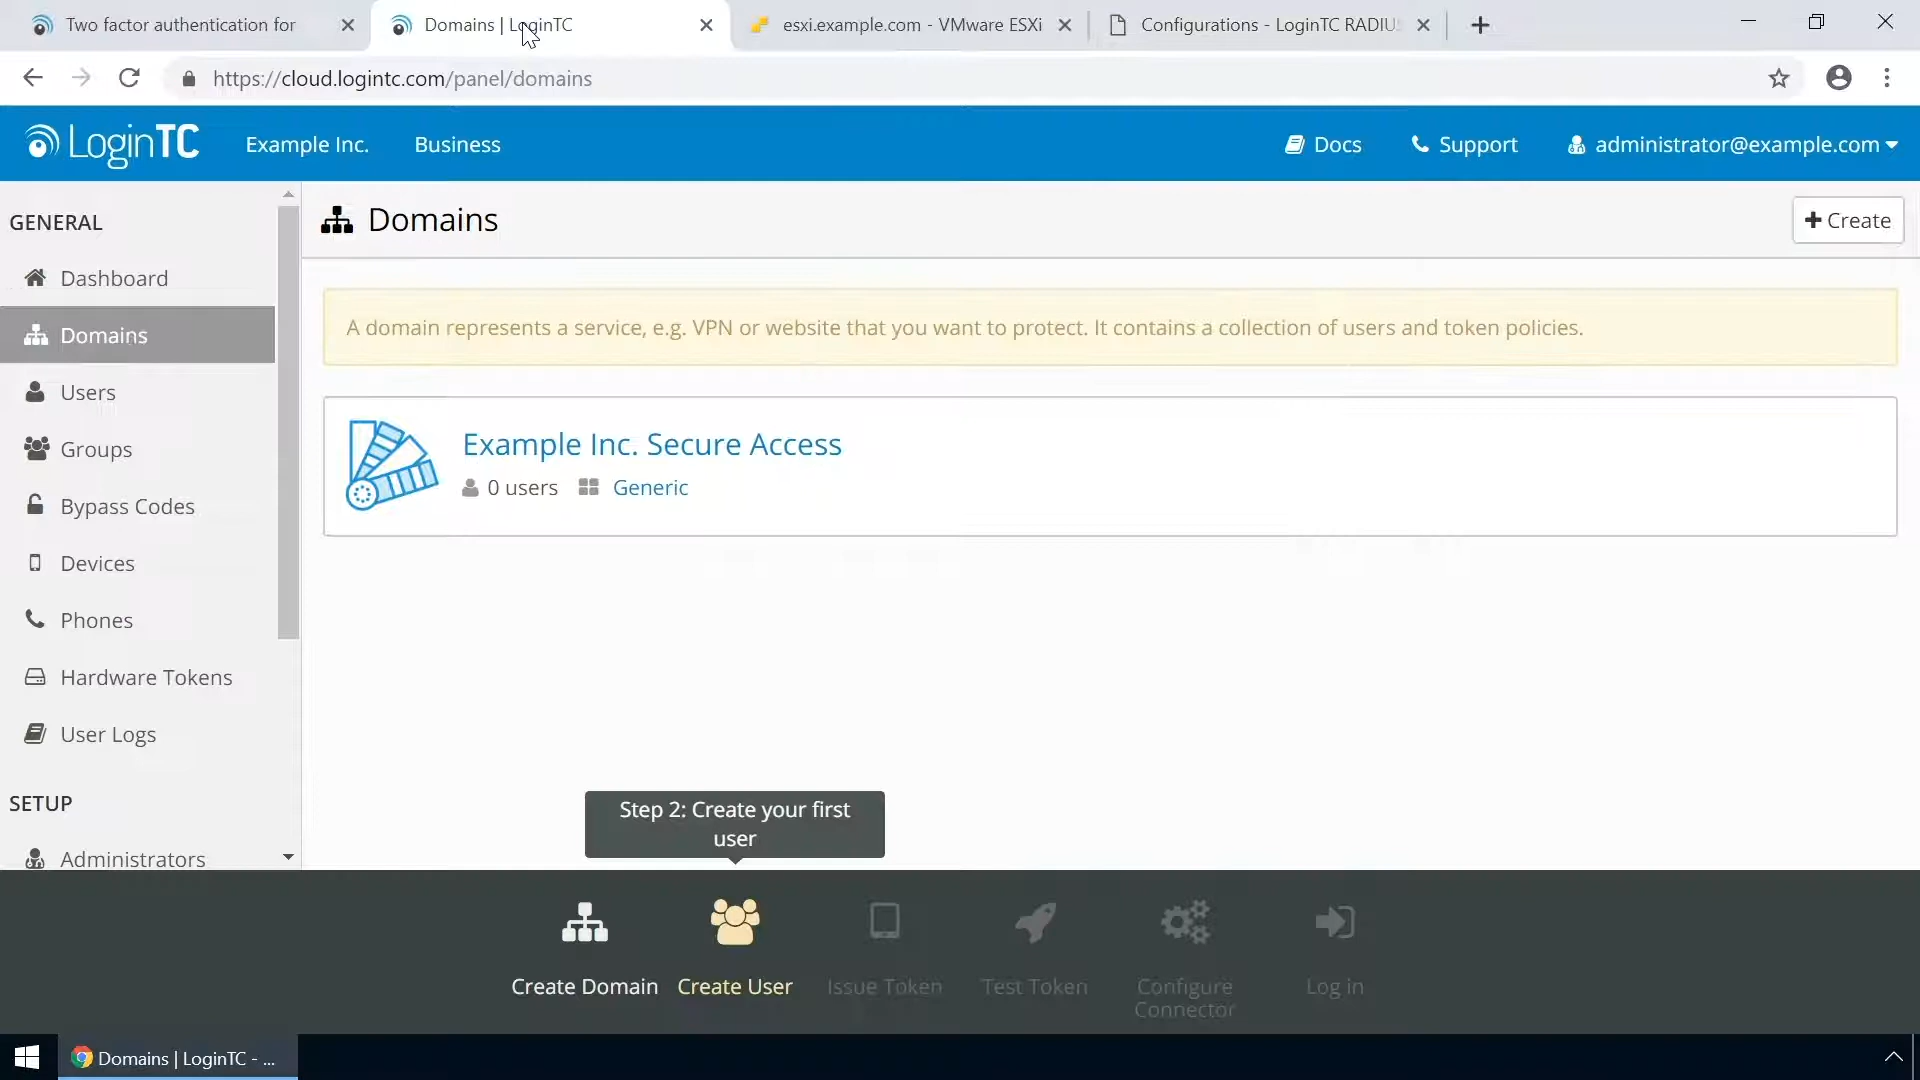 Two factor authentication for
Domains | LoginTC
esxi.example.com - VMware ESXi
Configurations - LoginTC RADIUS
https://cloud.logintc.com/panel/domains
LoginTC
Example Inc.
Business
Docs
Support
administrator@example.com
GENERAL
Dashboard
Domains
Users
Groups
Bypass Codes
Devices
Phones
Hardware Tokens
User Logs
SETUP
Administrators
Domains
Create
A domain represents a service, e.g. VPN or website that you want to protect. It contains a collection of users and token policies.
Example Inc. Secure Access
0 users Generic
Step 2: Create your first
user
Create Domain
Create User
Issue Token
Test Token
Configure
Connector
Log in
Domains | LoginTC - ...